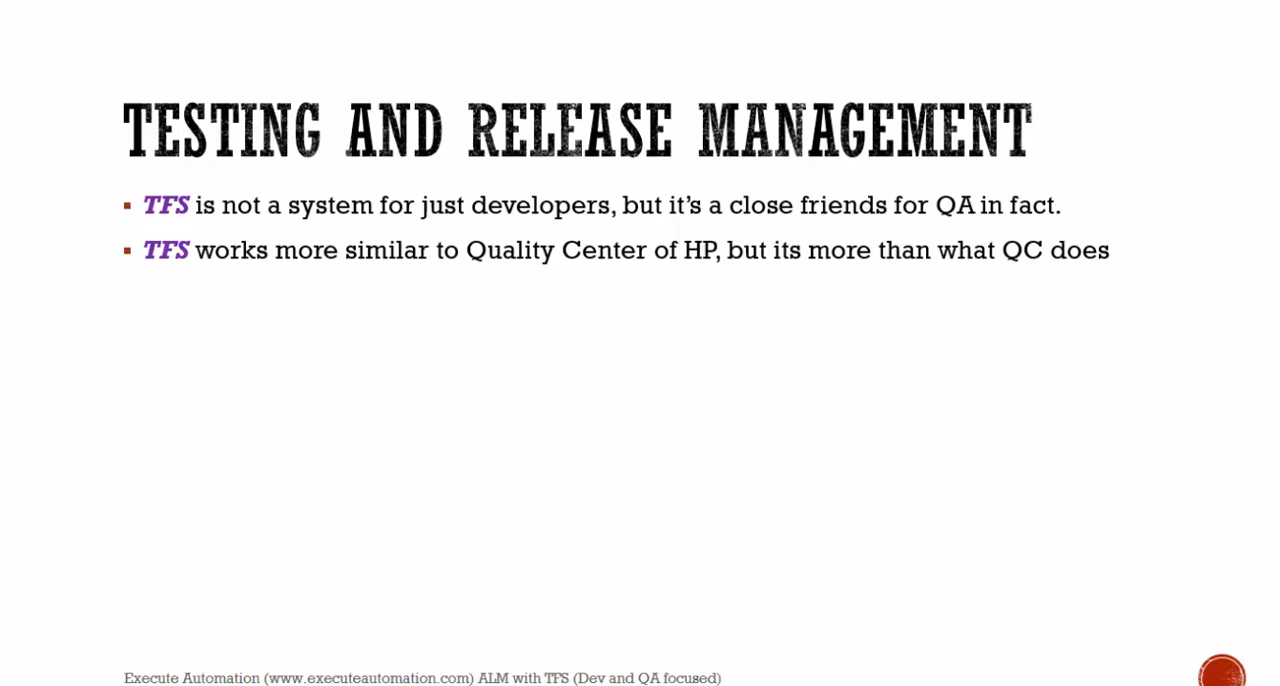 TESTING AND RELEASE MANAGEMENT
▪ TFS is not a system for just developers, but it's a close friends for QA in fact.
▪ TFS works more similar to Quality Center of HP, but its more than what QC does
Execute Automation (www.executeautomation.com) ALM with TFS (Dev and QA focused)